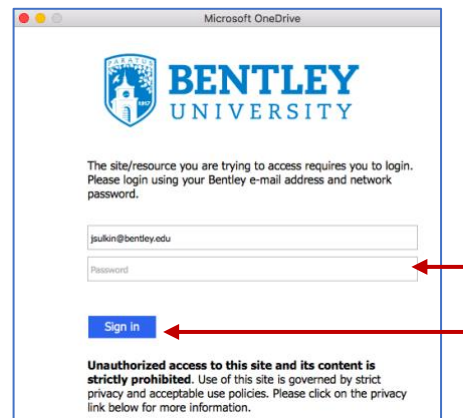 Microsoft OneDrive
PARATUS
1917
BENTLEY
UNIVERSITY
The site/resource you are trying to access requires you to login.
Please login using your Bentley e-mail address and network
password.
jsulkin@bentley.edu
Password
Sign in
Unauthorized access to this site and its content is
strictly prohibited. Use of this site is governed by strict
privacy and acceptable use policies. Please click on the privacy
link below for more information.